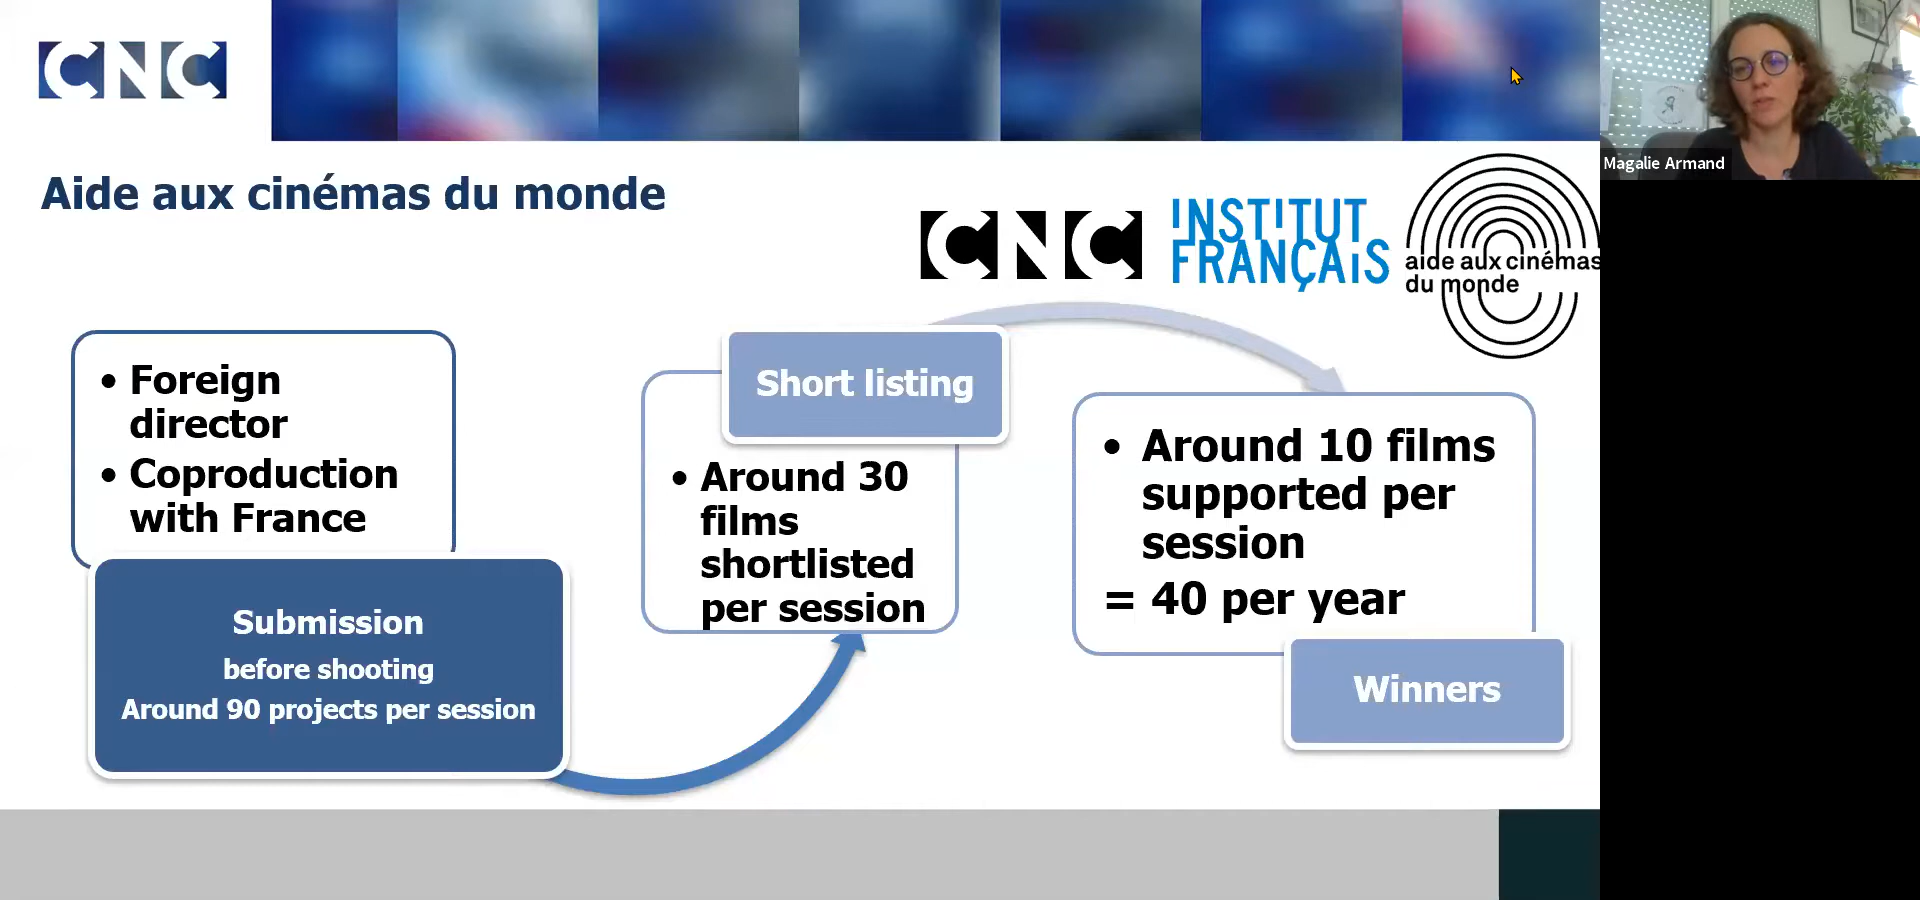 CNC
Magalie Armand
Aide aux cinémas du monde
CNC
INSTITUT
FRANÇAIS
aide aux cinémas
du monde
• Foreign
director
• Coproduction
with France
Submission
before shooting
Around 90 projects per session
Short listing
• Around 30
films
shortlisted
per session
• Around 10 films
supported per
session
= 40 per year
Winners